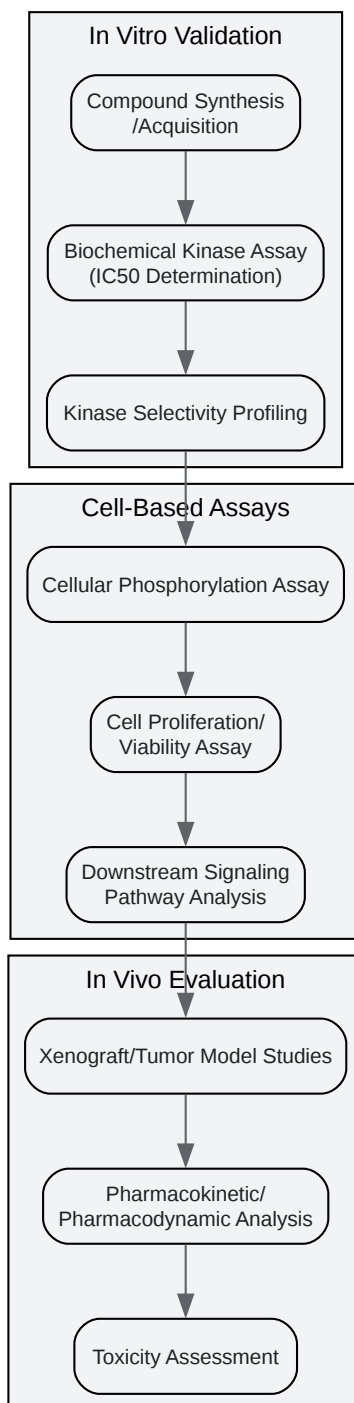 In Vitro Validation
Compound Synthesis
/Acquisition
Biochemical Kinase Assay
(IC50 Determination)
Kinase Selectivity Profiling
Cell-Based Assays
Cellular Phosphorylation Assay
Cell Proliferation/
Viability Assay
Downstream Signaling
Pathway Analysis
In Vivo Evaluation
Xenograft/Tumor Model Studies
Pharmacokinetic/
Pharmacodynamic Analysis
Toxicity Assessment